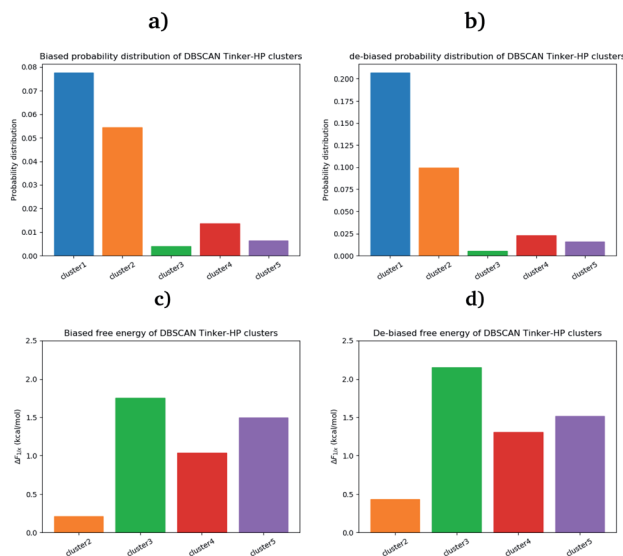 a)
Biased probability distribution of DBSCAN Tinker-HP clusters
0.08
0.07
0.06
0.05
0.04
0.03
0.02
0.01
0.00
Probability distribution
cluster1
cluster2
cluster3
cluster4
cluster5
b)
de-biased probability distribution of DBSCAN Tinker-HP clusters
0.200
0.175
0.150
0.125
0.100
0.075
0.050
0.025
0.000
Probability distribution
cluster1
cluster2
cluster3
cluster4
cluster5
c)
Biased free energy of DBSCAN Tinker-HP clusters
2.5
2.0
1.5
1.0
0.5
0.0
(kcal/mol)
cluster2
cluster3
cluster4
cluster5
d)
De-biased free energy of DBSCAN Tinker-HP clusters
2.5
2.0
1.5
1.0
0.5
0.0
(kcal/mol)
cluster2
cluster3
cluster4
cluster5